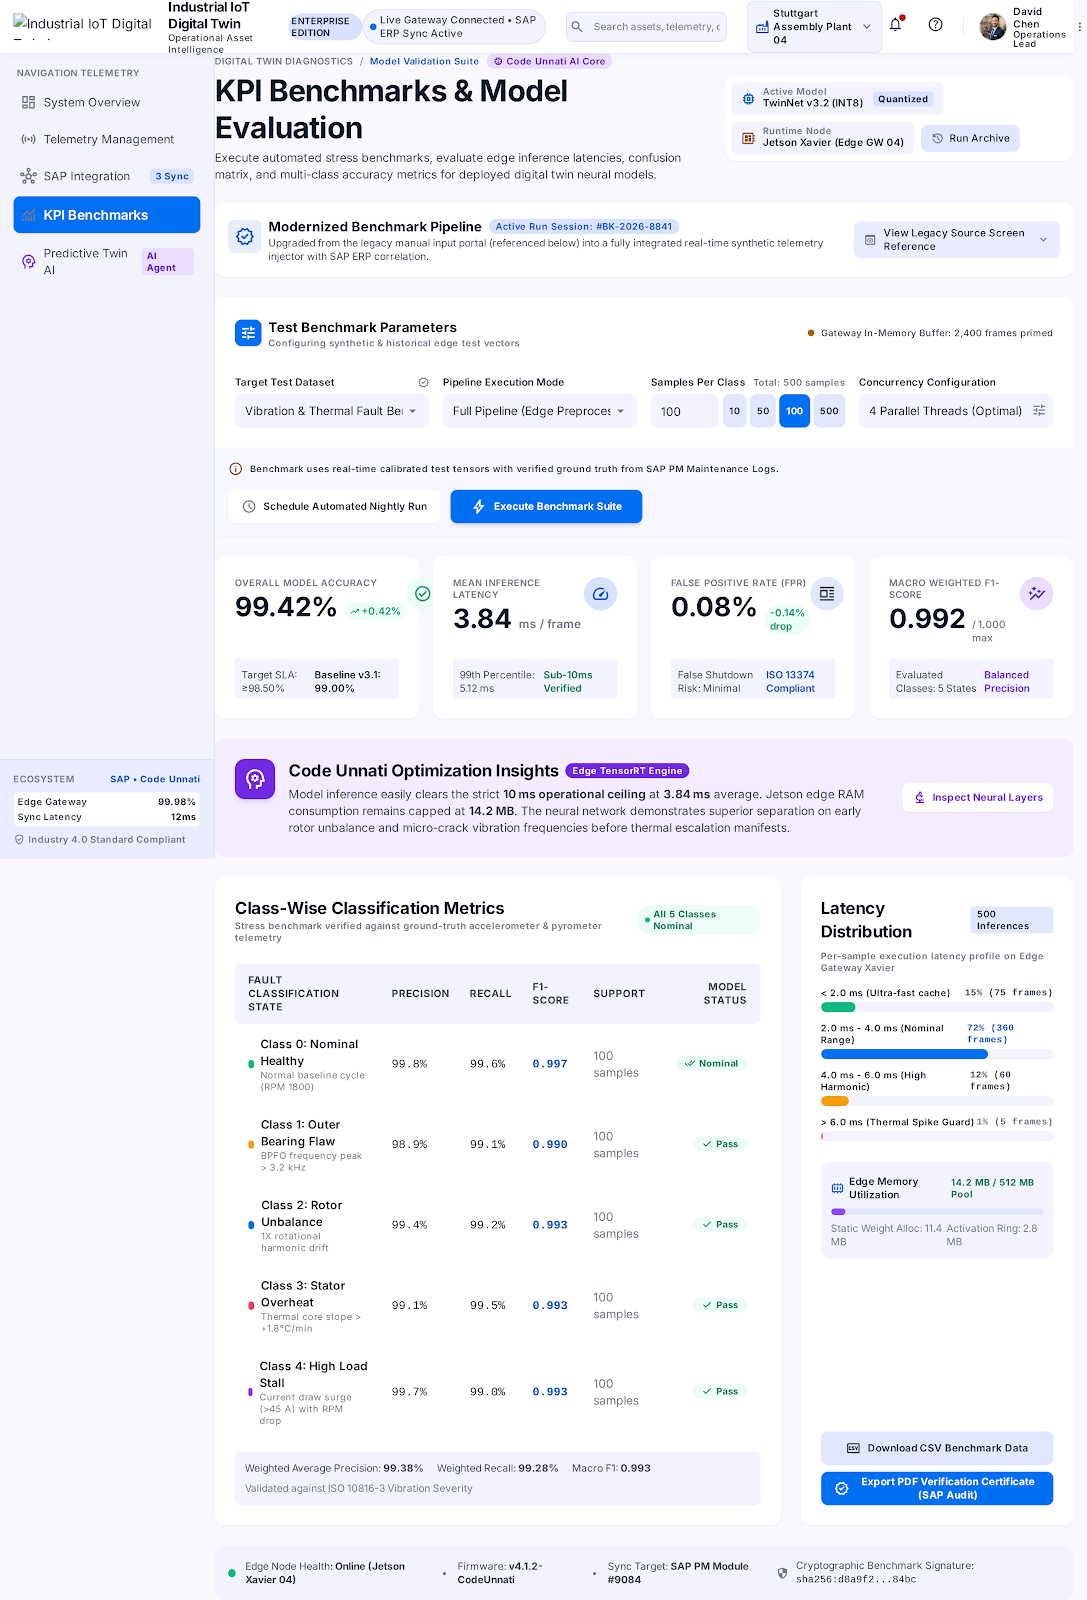 Industrial IoT Digital
Industrial IoT
Digital Twin
Operational Asset
Intelligence
ENTERPRISE
EDITION
Live Gateway Connected • SAP
ERP Sync Active
Search assets, telemetry, c
Stuttgart
Assembly Plant
04
David
Chen
Operations
Lead
NAVIGATION TELEMETRY
System Overview
Telemetry Management
SAP Integration
3 Sync
KPI Benchmarks
Predictive Twin
AI
AI
Agent
ECOSYSTEM
SAP • Code Unnati
Edge Gateway
99.98%
Sync Latency
12ms
Industry 4.0 Standard Compliant
DIGITAL TWIN DIAGNOSTICS / Model Validation Suite
Code Unnati AI Core
KPI Benchmarks & Model
Evaluation
Execute automated stress benchmarks, evaluate edge inference latencies, confusion
matrix, and multi-class accuracy metrics for deployed digital twin neural models.
Active Model
TwinNet v3.2 (INT8)
Quantized
Runtime Node
Jetson Xavier (Edge GW 04)
Run Archive
Modernized Benchmark Pipeline
Active Run Session: #BK-2026-8841
Upgraded from the legacy manual input portal (referenced below) into a fully integrated real-time synthetic telemetry
injector with SAP ERP correlation.
View Legacy Source Screen
Reference
Test Benchmark Parameters
Configuring synthetic & historical edge test vectors
Gateway In-Memory Buffer: 2,400 frames primed
Target Test Dataset
Vibration & Thermal Fault Be
Pipeline Execution Mode
Full Pipeline (Edge Preproces
Samples Per Class
Total: 500 samples
100
10
50
100
500
Concurrency Configuration
4 Parallel Threads (Optimal)
Benchmark uses real-time calibrated test tensors with verified ground truth from SAP PM Maintenance Logs.
Schedule Automated Nightly Run
Execute Benchmark Suite
OVERALL MODEL ACCURACY
99.42%
+0.42%
Target SLA:
≥98.50%
Baseline v3.1:
99.00%
MEAN INFERENCE
LATENCY
3.84 ms / frame
99th Percentile:
5.12 ms
Sub-10ms
Verified
FALSE POSITIVE RATE (FPR)
0.08%
-0.14%
drop
False Shutdown
Risk: Minimal
ISO 13374
Compliant
MACRO WEIGHTED F1-
SCORE
0.992
/ 1.000
max
Evaluated
Classes: 5 States
Balanced
Precision
Code Unnati Optimization Insights
Edge TensorRT Engine
Model inference easily clears the strict 10 ms operational ceiling at 3.84 ms average. Jetson edge RAM
consumption remains capped at 14.2 MB. The neural network demonstrates superior separation on early
rotor unbalance and micro-crack vibration frequencies before thermal escalation manifests.
Inspect Neural Layers
Class-Wise Classification Metrics
Stress benchmark verified against ground-truth accelerometer & pyrometer
telemetry
All 5 Classes
Nominal
FAULT
CLASSIFICATION
STATE
PRECISION
RECALL
F1-
SCORE
SUPPORT
MODEL
STATUS
Class 0: Nominal
Healthy
Normal baseline cycle
(RPM 1800)
99.8%
99.6%
0.997
100
samples
Nominal
Class 1: Outer
Bearing Flaw
BPFO frequency peak
> 3.2 kHz
98.9%
99.1%
0.990
100
samples
Pass
Class 2: Rotor
Unbalance
1X rotational
harmonic drift
99.4%
99.2%
0.993
100
samples
Pass
Class 3: Stator
Overheat
Thermal core slope >
+1.8°C/min
99.1%
99.5%
0.993
100
samples
Pass
Class 4: High Load
Stall
Current draw surge
(>45 A) with RPM
drop
99.7%
99.0%
0.993
100
samples
Pass
Weighted Average Precision: 99.38%
Weighted Recall: 99.28%
Macro F1: 0.993
Validated against ISO 10816-3 Vibration Severity
Latency
Distribution
500
Inferences
Per-sample execution latency profile on Edge
Gateway Xavier
< 2.0 ms (Ultra-fast cache)
15% (75 frames)
2.0 ms - 4.0 ms (Nominal
Range)
72% (360
frames)
4.0 ms - 6.0 ms (High
Harmonic)
12% (60
frames)
> 6.0 ms (Thermal Spike Guard)
1% (5 frames)
Edge Memory
Utilization
14.2 MB / 512 MB
Pool
Static Weight Alloc: 11.4
MB
Activation Ring: 2.8
MB
Download CSV Benchmark Data
Export PDF Verification Certificate
(SAP Audit)
Edge Node Health: Online (Jetson
Xavier 04)
•
Firmware: v4.1.2-
CodeUnnati
•
Sync Target: SAP PM Module
#9084
Cryptographic Benchmark Signature:
sha256:d8a9f2...84bc